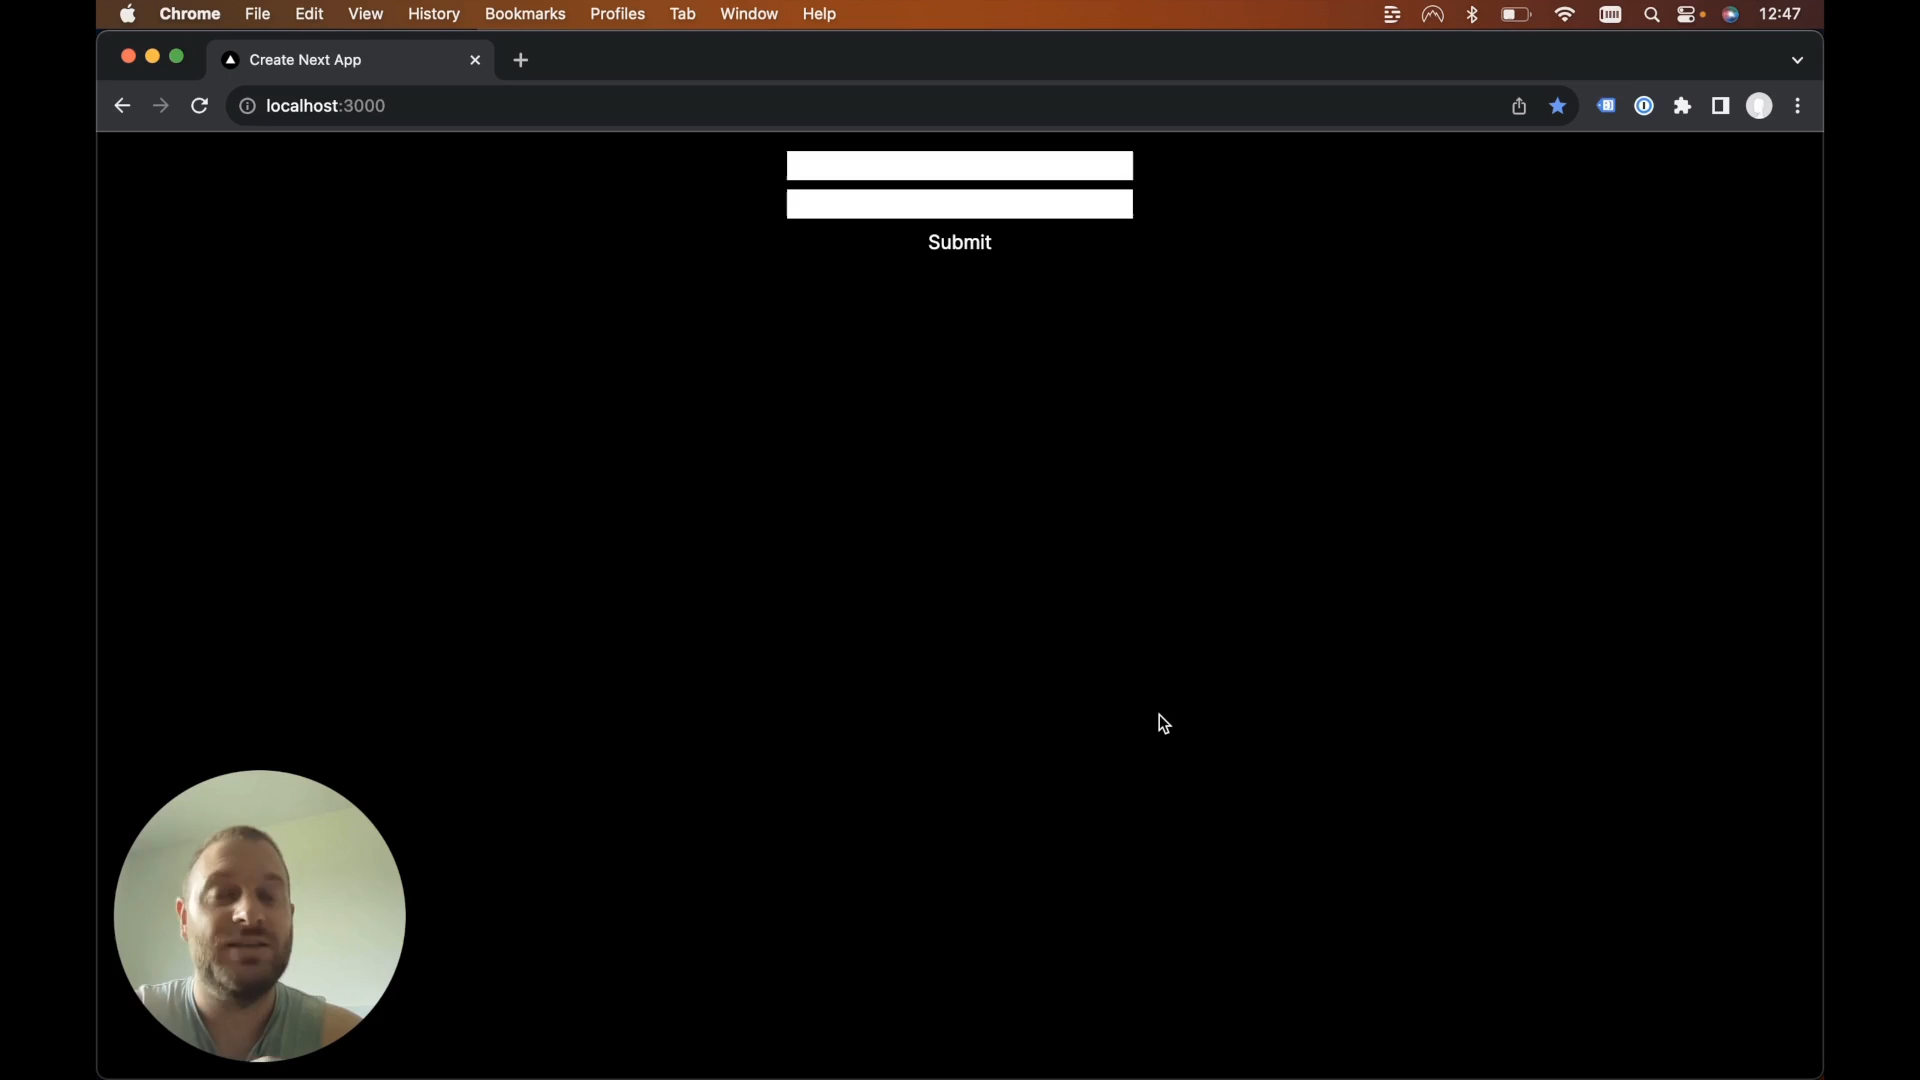 Chrome File Edit View History Bookmarks Profiles Tab Window Help 12:47
Create Next App
localhost:3000
Submit